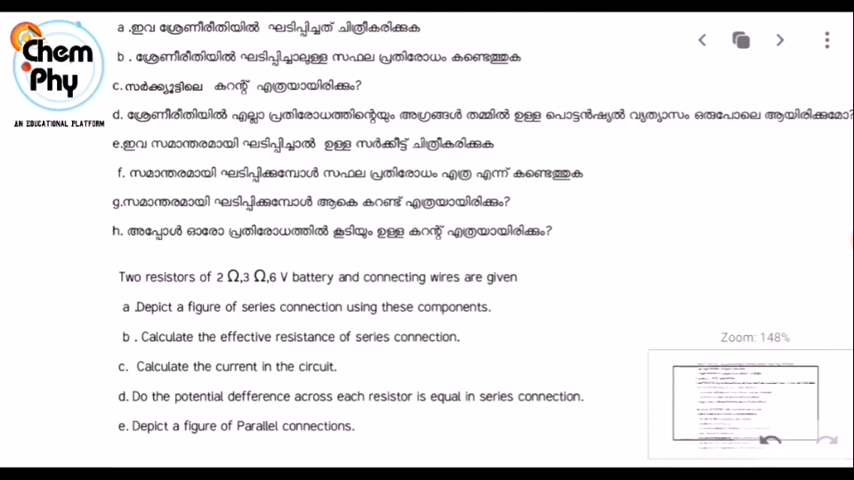 Chem
Phy
AN EDUCATIONAL PLATFORM
a .ഇവ ശ്രേണീരീതിയിൽ ഘടിപ്പിച്ചത് ചിത്രീകരിക്കുക
b . ശ്രേണീരീതിയിൽ ഘടിപ്പിച്ചാലുള്ള സഫല പ്രതിരോധം കണ്ടെത്തുക
c.സർക്ക്യൂട്ടിലെ കറന്റ് എത്രയായിരിക്കും?
d. ശ്രേണീരീതിയിൽ എല്ലാ പ്രതിരോധത്തിന്റെയും അഗ്രങ്ങൾ തമ്മിൽ ഉള്ള പൊട്ടൻഷ്യൽ വ്യത്യാസം ഒരുപോലെ ആയിരിക്കുമോ?
e.ഇവ സമാന്തരമായി ഘടിപ്പിച്ചാൽ ഉള്ള സർക്കീട്ട് ചിത്രീകരിക്കുക
f. സമാന്തരമായി ഘടിപ്പിക്കുമ്പോൾ സഫല പ്രതിരോധം എത്ര എന്ന് കണ്ടെത്തുക
g.സമാന്തരമായി ഘടിപ്പിക്കുമ്പോൾ ആകെ കറണ്ട് എത്രയായിരിക്കും?
h. അപ്പോൾ ഓരോ പ്രതിരോധത്തിൽ കൂടിയും ഉള്ള കറന്റ് എത്രയായിരിക്കും?
Two resistors of 2 Ω,3 Ω,6 V battery and connecting wires are given
a .Depict a figure of series connection using these components.
b . Calculate the effective resistance of series connection.
c. Calculate the current in the circuit.
d. Do the potential defference across each resistor is equal in series connection.
e. Depict a figure of Parallel connections.
Zoom: 148%